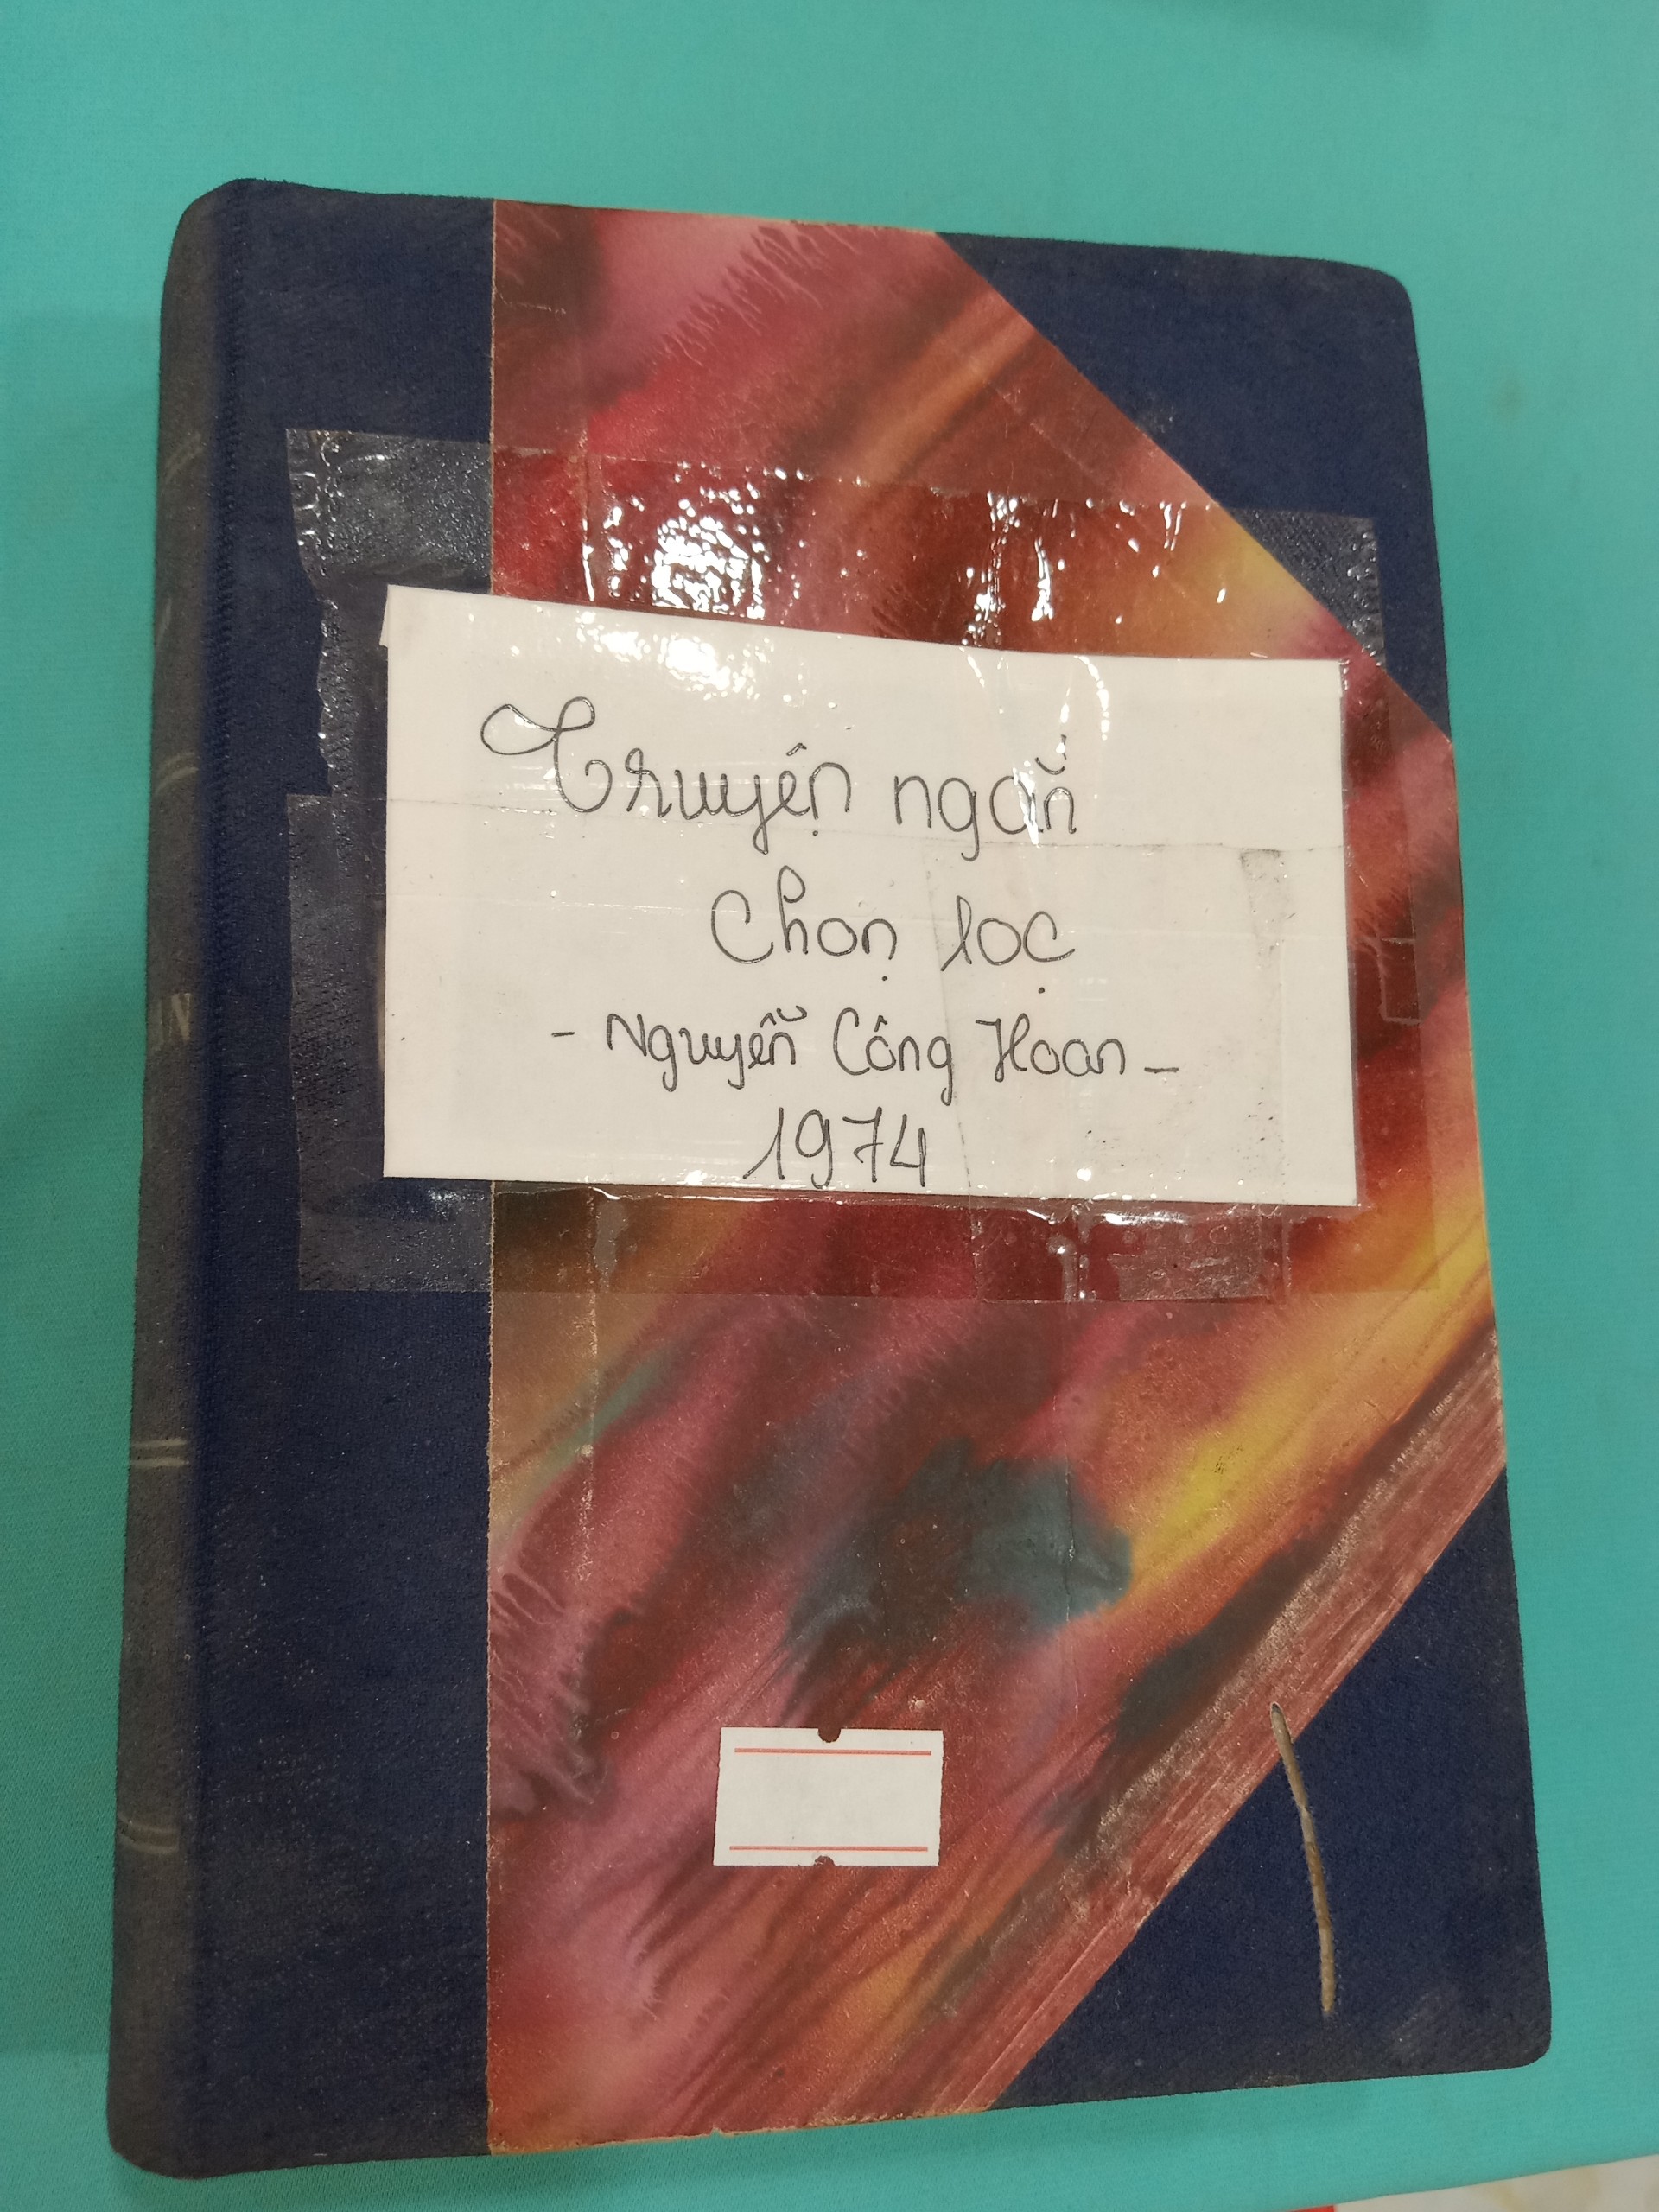 Truyện ngắn
Chọn lọc
- Nguyễn Công Hoan -
1974